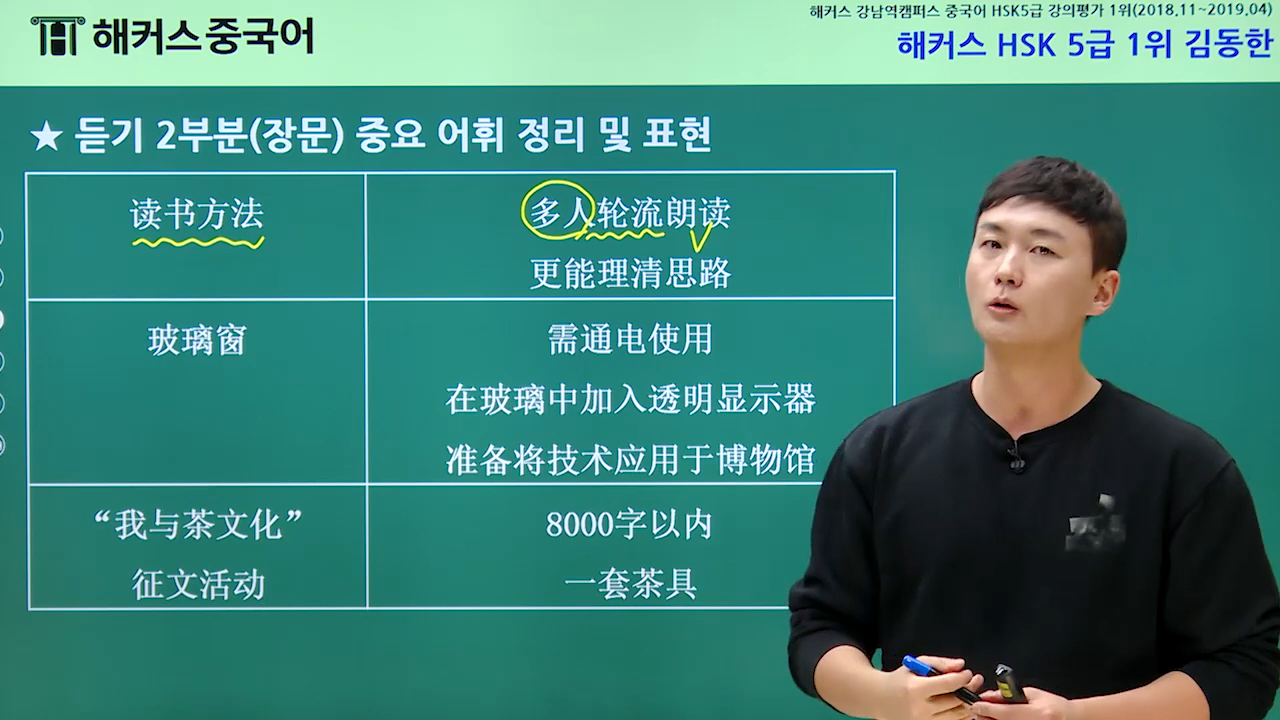 해커스중국어
해커스 강남역캠퍼스 중국어 HSK5급 강의평가 1위(2018.11~2019.04)
해커스 HSK 5급 1위 김동한
★ 듣기 2부분(장문) 중요 어휘 정리 및 표현
读书方法
多人轮流朗读
更能理清思路
玻璃窗
需通电使用
在玻璃中加入透明显示器
准备将技术应用于博物馆
“我与茶文化”
征文活动
8000字以内
一套茶具